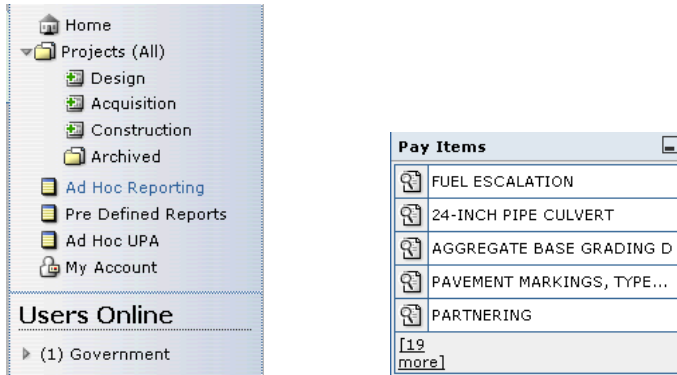 Home
Projects (All)
Design
Acquisition
Construction
Archived
Ad Hoc Reporting
Pre Defined Reports
Ad Hoc UPA
My Account
Users Online
(1) Government
Pay Items
FUEL ESCALATION
24-INCH PIPE CULVERT
AGGREGATE BASE GRADING D
PAVEMENT MARKINGS, TYPE...
PARTNERING
[19
more]